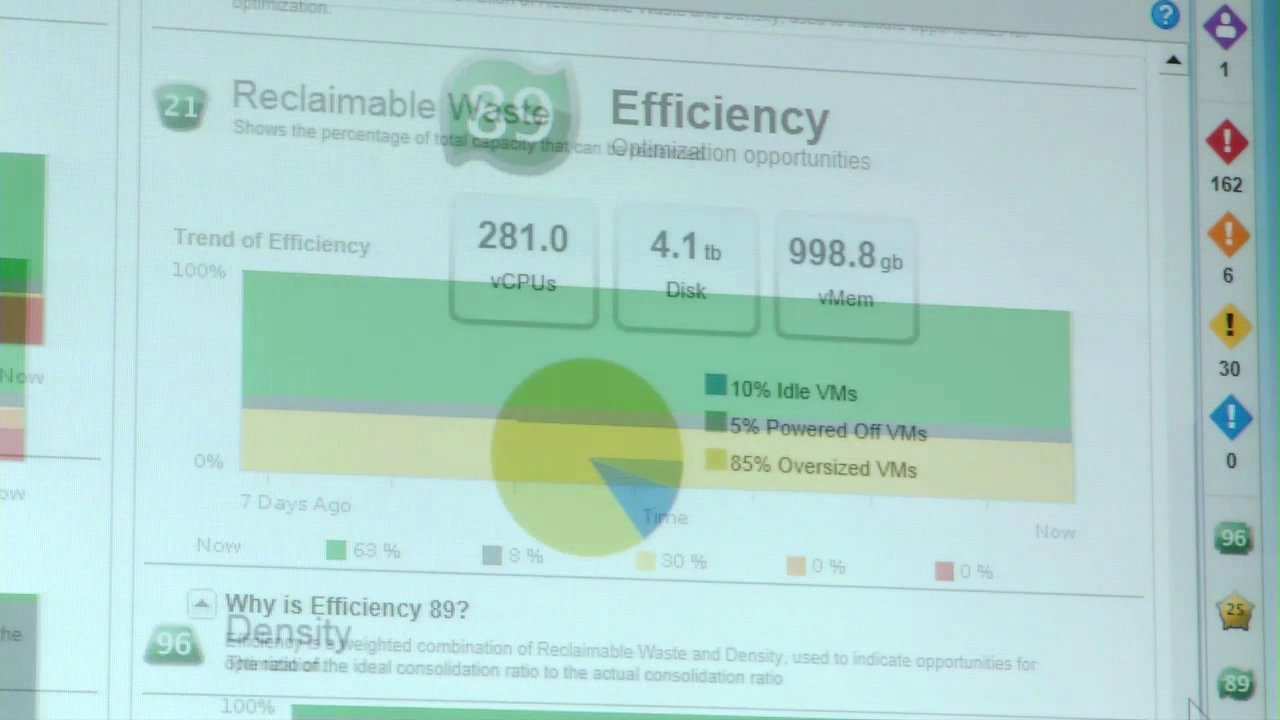 optimization.
21
Reclaimable Waste
Shows the percentage of total capacity that can be
89
Efficiency
Optimization opportunities
281.0
vCPUs
4.1 tb
Disk
998.8 gb
vMem
Trend of Efficiency
100%
0%
10% Idle VMs
5% Powered Off VMs
85% Oversized VMs
7 Days Ago
Time
Now
Now
63 %
8 %
30 %
0 %
0 %
Why is Efficiency 89?
96
Density
Efficiency is a weighted combination of Reclaimable Waste and Density, used to indicate opportunities for
The ratio of the ideal consolidation ratio to the actual consolidation ratio
100%
Now
ow
he
1
162
6
30
0
96
25
89